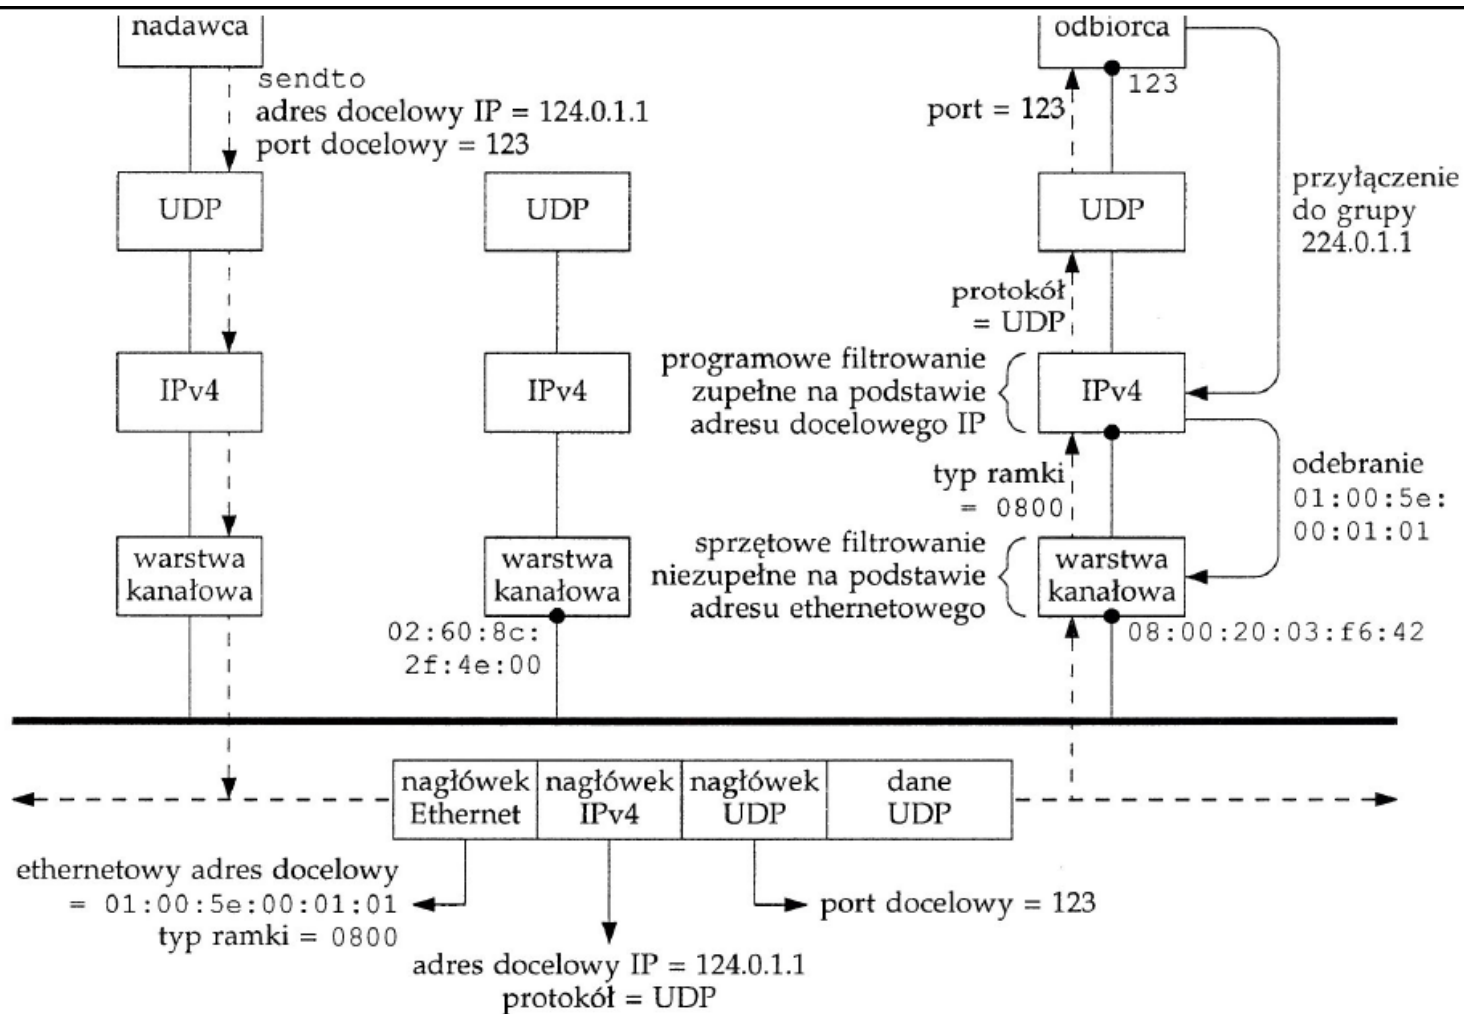 nadawca
odbiorca
sendto
adres docelowy IP = 124.0.1.1
port docelowy = 123
123
port = 123
UDP
UDP
UDP
przyłączenie
do grupy
224.0.1.1
protokół
= UDP
IPv4
IPv4
programowe filtrowanie
zupełne na podstawie
adresu docelowego IP
IPv4
typ ramki
= 0800
odebranie
01:00:5e:
00:01:01
warstwa
kanałowa
warstwa
kanałowa
sprzętowe filtrowanie
niezupełne na podstawie
adresu ethernetowego
warstwa
kanałowa
02:60:8c:
2f:4e:00
08:00:20:03:f6:42
nagłówek
Ethernet
nagłówek
IPv4
nagłówek
UDP
dane
UDP
ethernetowy adres docelowy
= 01:00:5e:00:01:01
typ ramki = 0800
port docelowy = 123
adres docelowy IP = 124.0.1.1
protokół = UDP